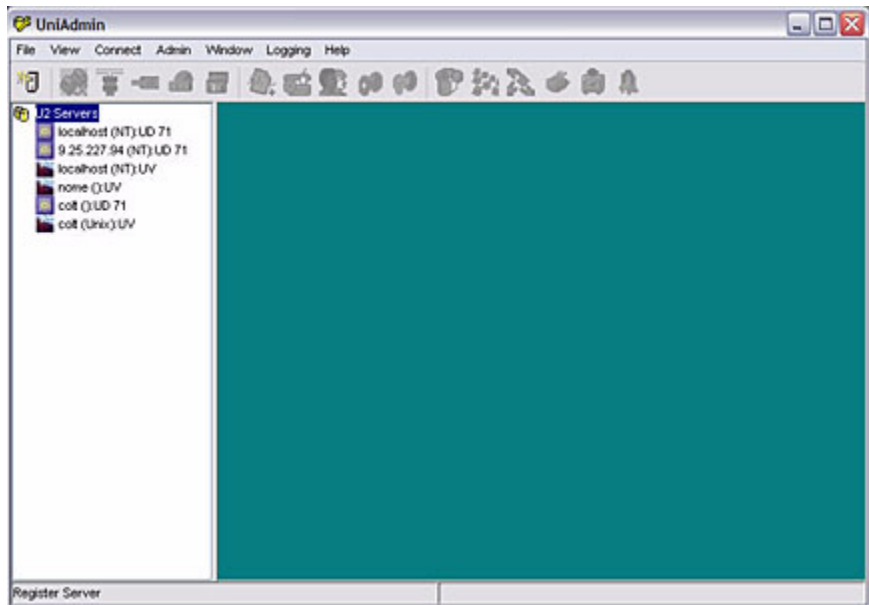 UniAdmin
File View Connect Admin Window Logging Help
U2 Servers
localhost (NT):UD 71
9.25.227.94 (NT):UD 71
localhost (NT):UV
nome ():UV
colt ():UD 71
colt (Unix):UV
Register Server